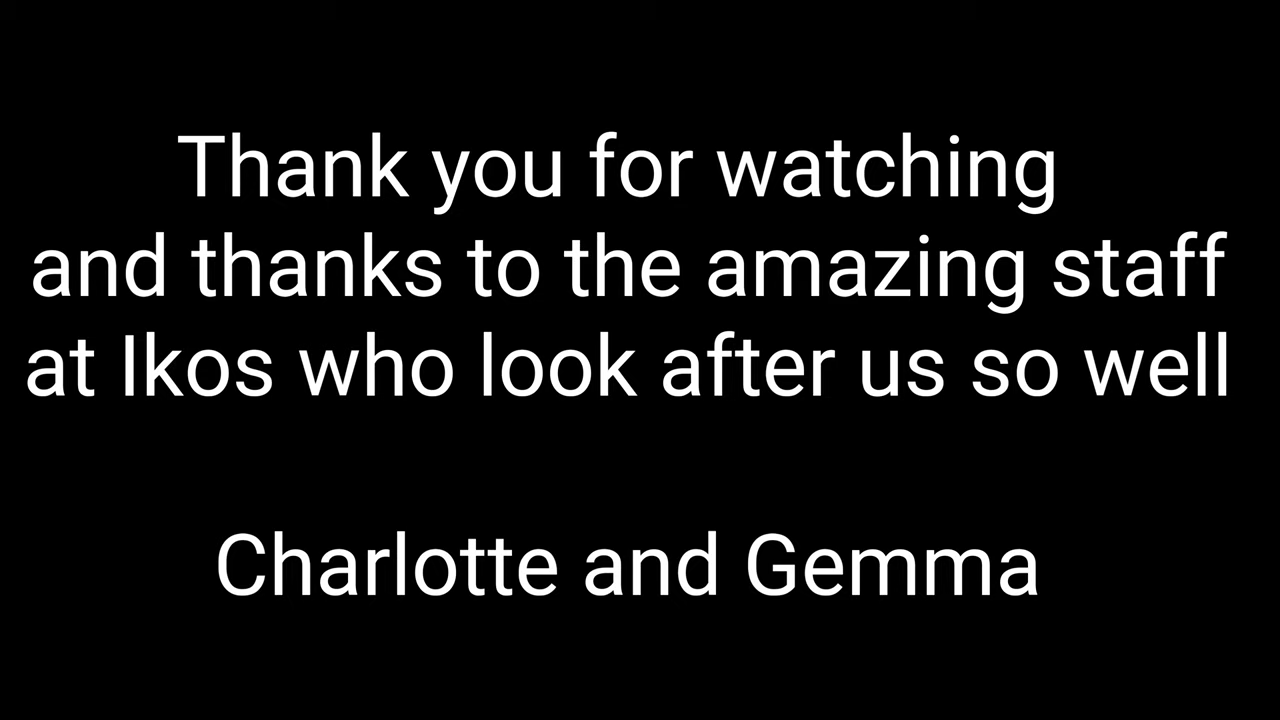 Thank you for watching
and thanks to the amazing staff
at Ikos who look after us so well
Charlotte and Gemma